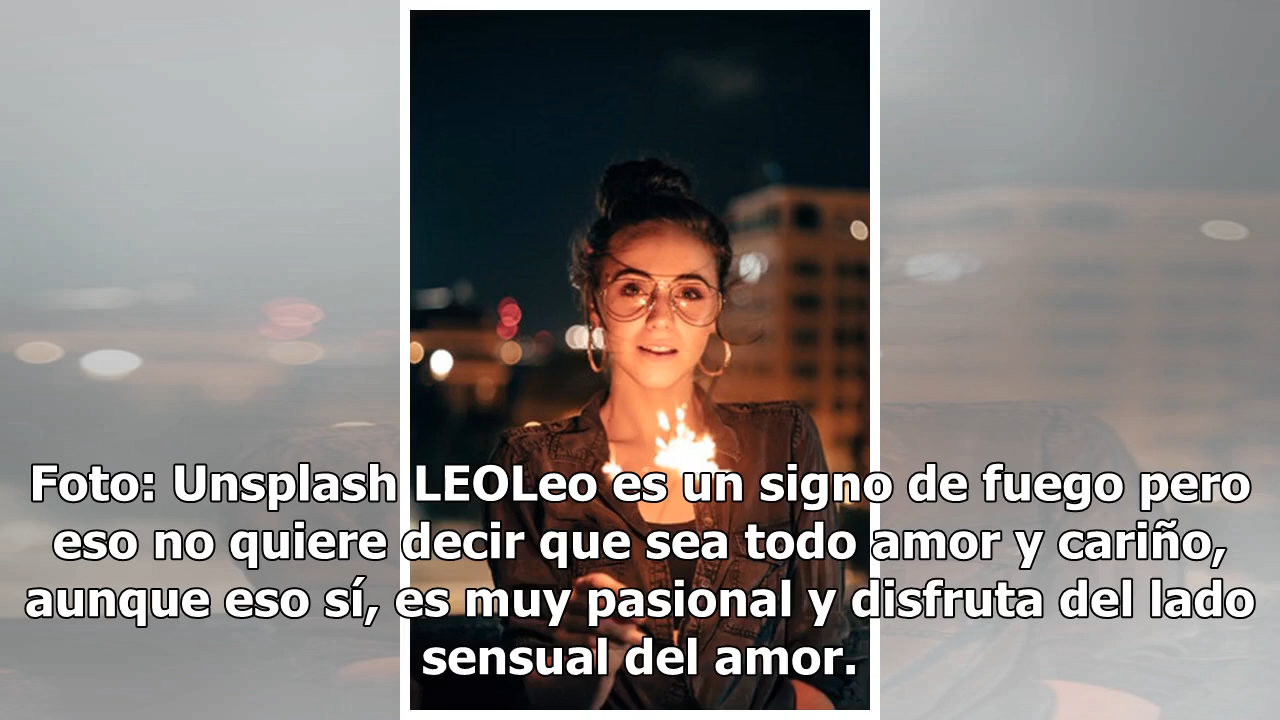 Foto: Unsplash LEOLeo es un signo de fuego pero
eso no quiere decir que sea todo amor y cariño,
aunque eso sí, es muy pasional y disfruta del lado
sensual del amor.